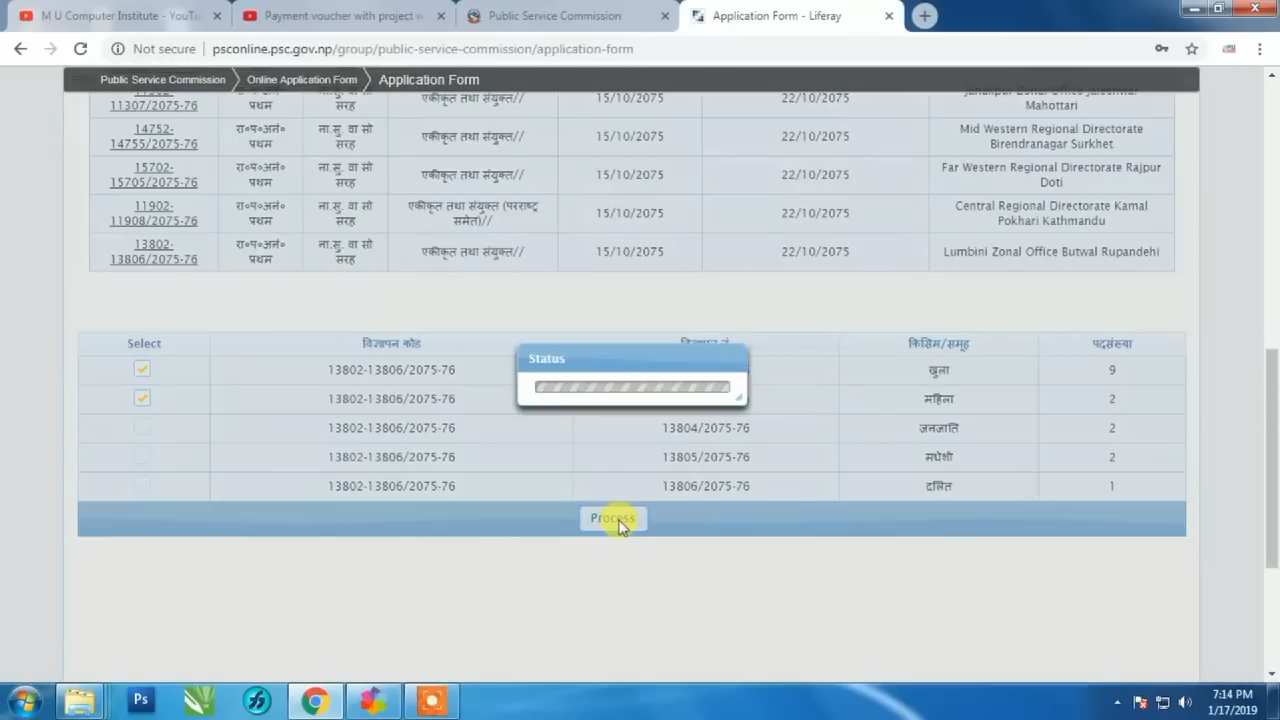 M U Computer Institute - YouTu
Payment voucher with project w
Public Service Commission
Application Form - Liferay
Not secure
psconline.psc.gov.np/group/public-service-commission/application-form
Public Service Commission
Online Application Form
Application Form
11307/2075-76
प्रथम
सरह
एकीकृत तथा संयुक्त//
15/10/2075
22/10/2075
Mahottari
14752-14755/2075-76
रा॰प॰अनं॰ प्रथम
ना.सु. वा सो सरह
एकीकृत तथा संयुक्त//
15/10/2075
22/10/2075
Mid Western Regional Directorate Birendranagar Surkhet
15702-15705/2075-76
रा॰प॰अनं॰ प्रथम
ना.सु. वा सो सरह
एकीकृत तथा संयुक्त//
15/10/2075
22/10/2075
Far Western Regional Directorate Rajpur Doti
11902-11908/2075-76
रा॰प॰अनं॰ प्रथम
ना.सु. वा सो सरह
एकीकृत तथा संयुक्त (परराष्ट्र समेत)//
15/10/2075
22/10/2075
Central Regional Directorate Kamal Pokhari Kathmandu
13802-13806/2075-76
रा॰प॰अनं॰ प्रथम
ना.सु. वा सो सरह
एकीकृत तथा संयुक्त//
15/10/2075
22/10/2075
Lumbini Zonal Office Butwal Rupandehi
Select
विज्ञापन कोड
किसिम/समूह
पदसंख्या
Status
13802-13806/2075-76
खुला
9
13802-13806/2075-76
महिला
2
13802-13806/2075-76
13804/2075-76
जनजाति
2
13802-13806/2075-76
13805/2075-76
मधेशी
2
13802-13806/2075-76
13806/2075-76
दलित
1
Process
Ps
7:14 PM
1/17/2019